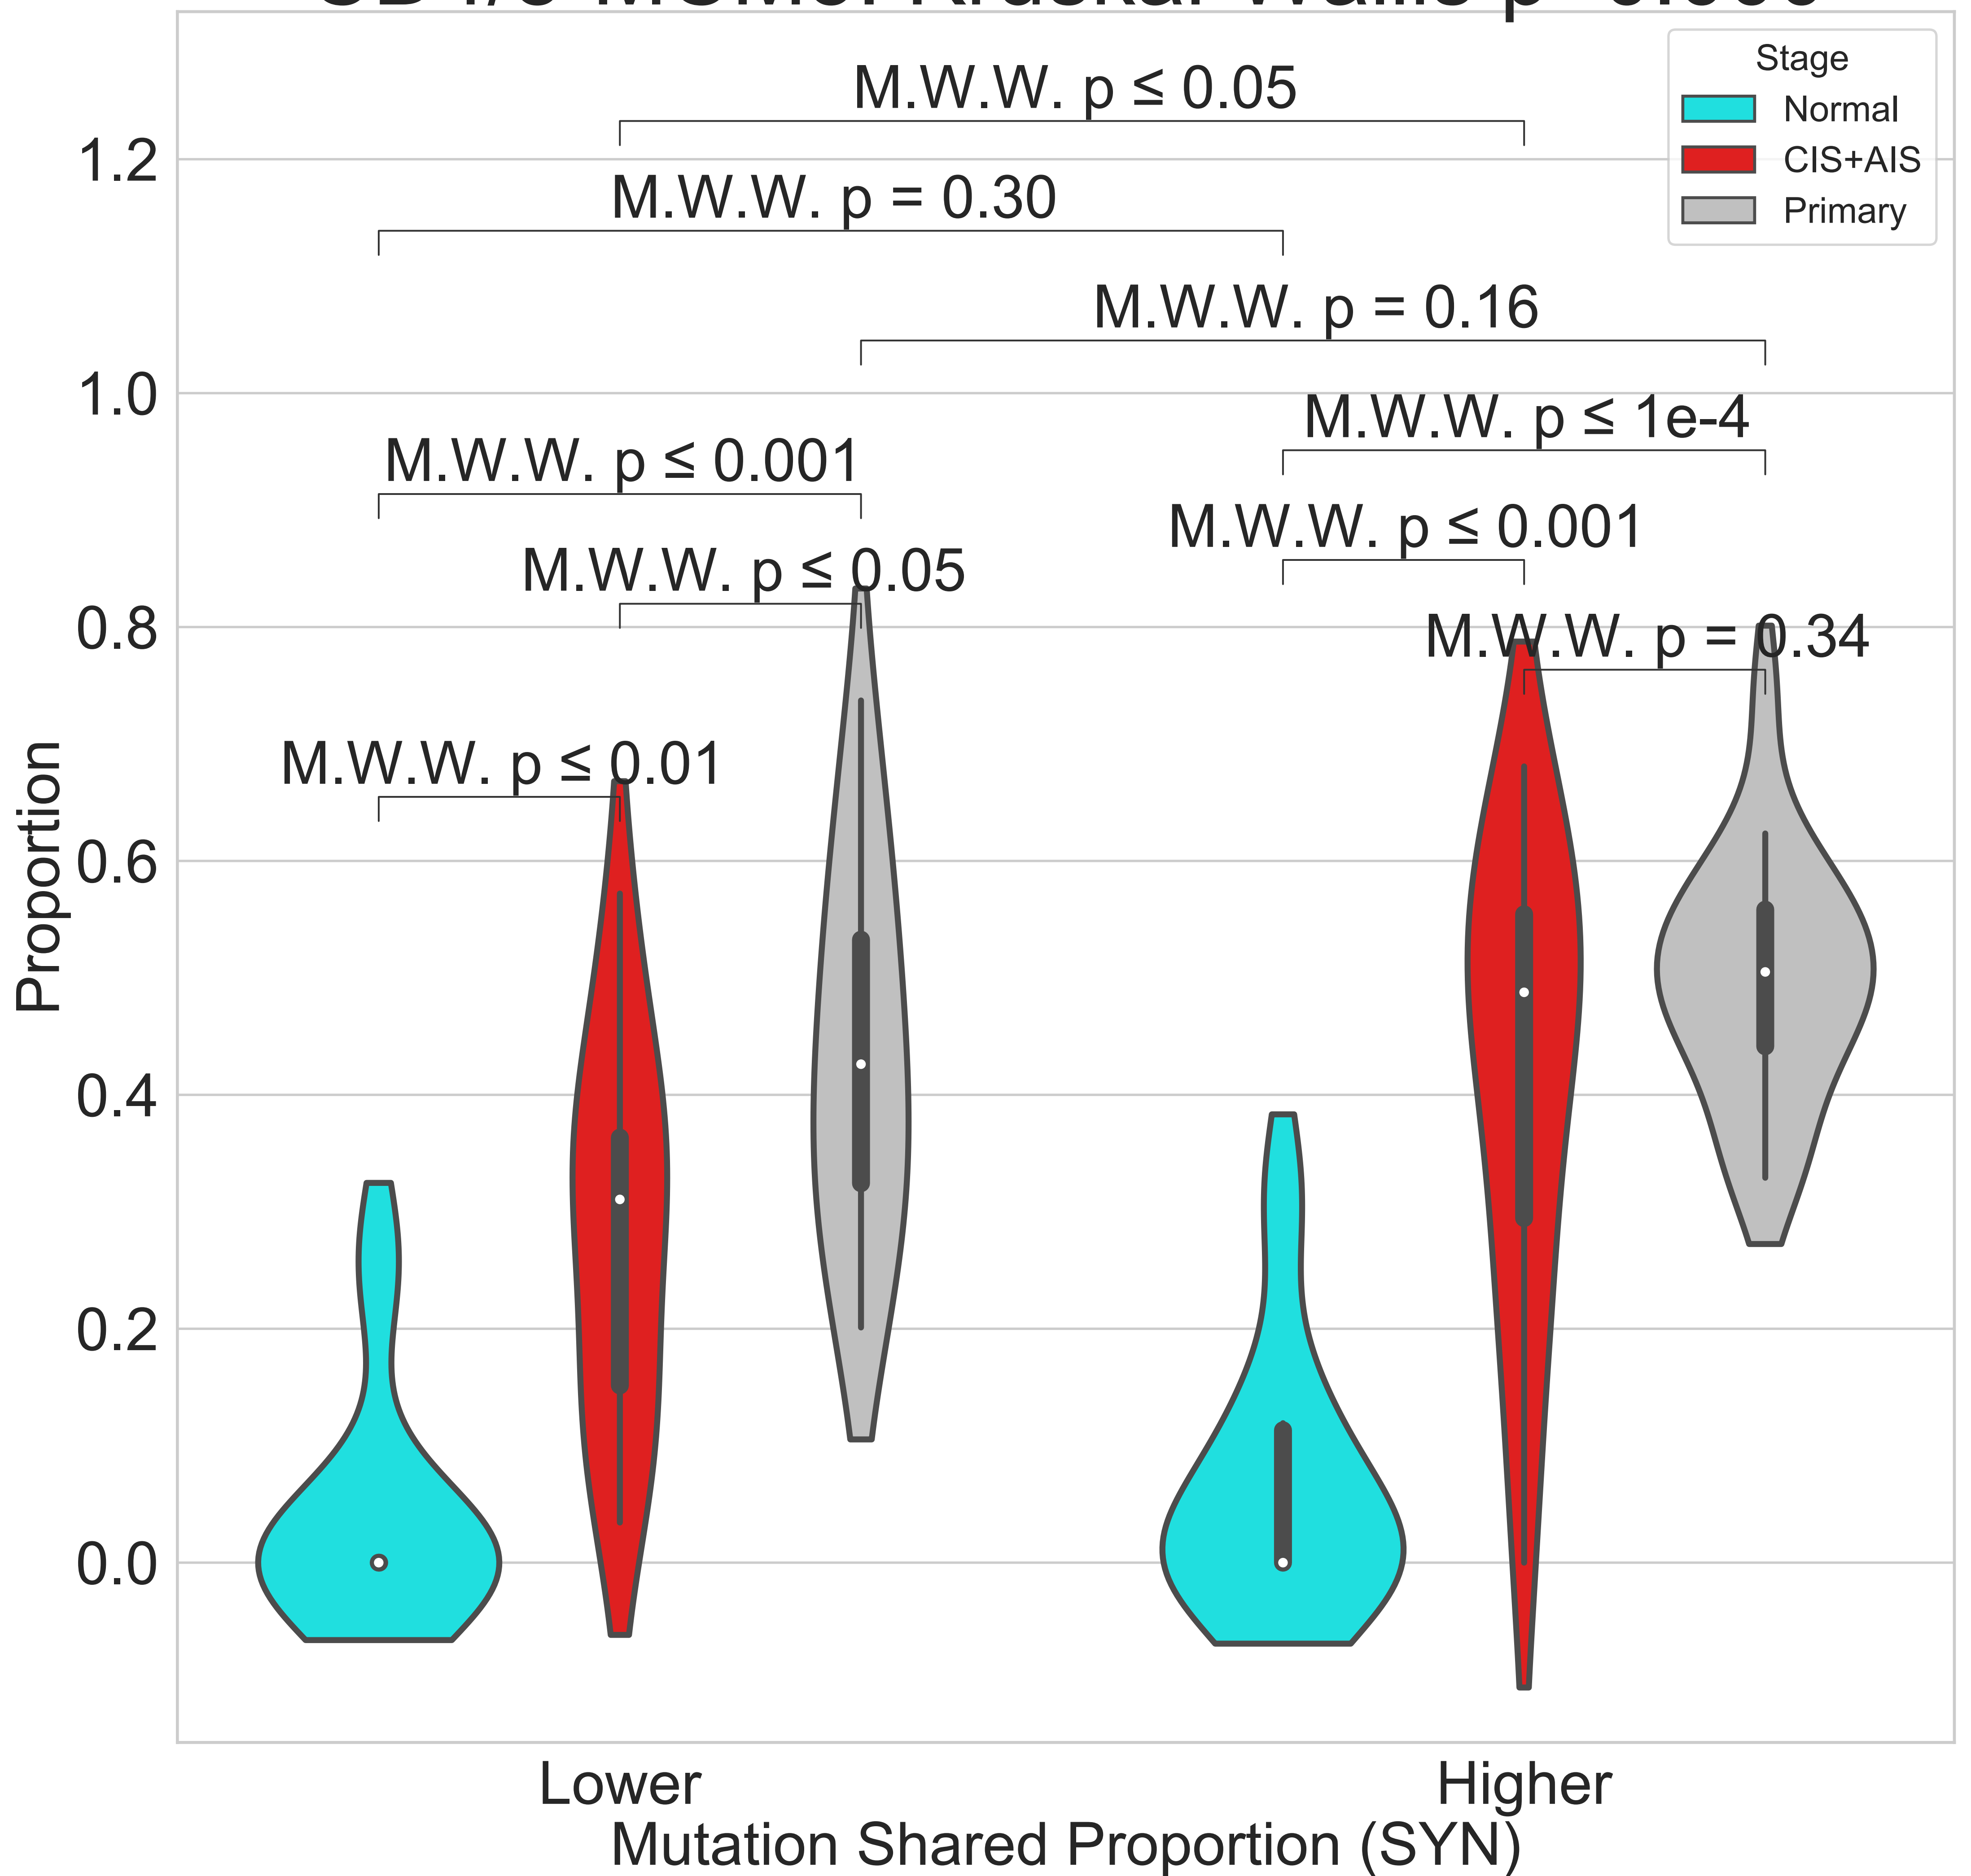 Stage
Normal
CIS+AIS
Primary
M.W.W. p ≤ 0.05
M.W.W. p = 0.30
M.W.W. p = 0.16
M.W.W. p ≤ 1e-4
M.W.W. p ≤ 0.001
M.W.W. p ≤ 0.001
M.W.W. p ≤ 0.05
M.W.W. p = 0.34
M.W.W. p ≤ 0.01
1.2
1.0
0.8
0.6
0.4
0.2
0.0
Proportion
Lower
Higher
Mutation Shared Proportion (SYN)